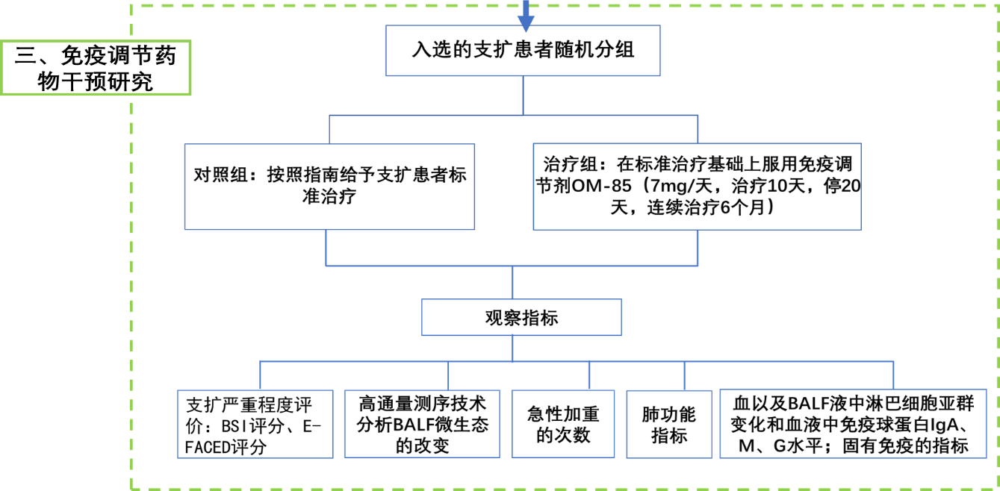 三、免疫调节药
物干预研究
入选的支扩患者随机分组
对照组：按照指南给予支扩患者标
准治疗
治疗组：在标准治疗基础上服用免疫调
节剂OM-85（7mg/天，治疗10天，停20
天，连续治疗6个月）
观察指标
支扩严重程度评
价：BSI评分、E-
FACED评分
高通量测序技术
分析BALF微生态
的改变
急性加重
的次数
肺功能
指标
血以及BALF液中淋巴细胞亚群
变化和血液中免疫球蛋白IgA、
M、G水平；固有免疫的指标